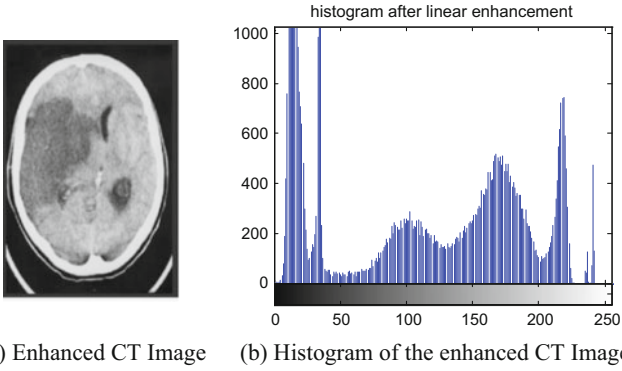 histogram after linear enhancement
1000
800
600
400
200
0
0 50 100 150 200 250
) Enhanced CT Image (b) Histogram of the enhanced CT Imag